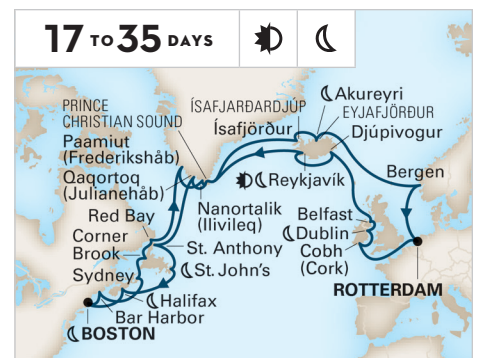 17 TO 35 DAYS
Akureyri
PRINCE
CHRISTIAN SOUND
ÍSAFJARÐARDJÚP
EYJAFJÖRÐUR
Ísafjörður
Djúpivogur
Paamiut
(Frederikshåb)
Qaqortoq
(Julianehåb)
Reykjavík
Bergen
Nanortalik
(Ilivileq)
Red Bay
Belfast
Dublin
Cobh
(Cork)
Corner
Brook
St. Anthony
Sydney
St. John's
ROTTERDAM
Halifax
Bar Harbor
BOSTON